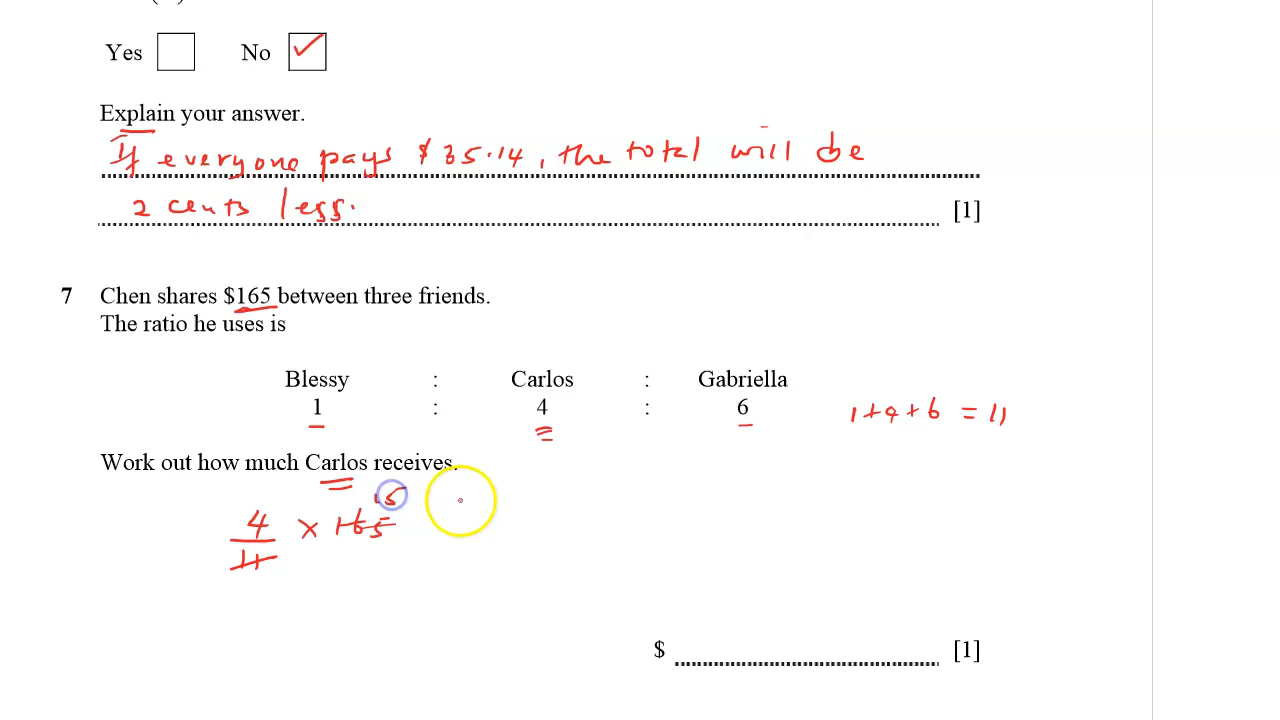 Yes No ✓
Explain your answer.
If everyone pays $35.14, the total will be
2 cents less. [1]
7 Chen shares $165 between three friends.
The ratio he uses is
Blessy : Carlos : Gabriella
1 : 4 : 6 1+4+6 = 11
Work out how much Carlos receives.
15
4/11 × 165
$ [1]